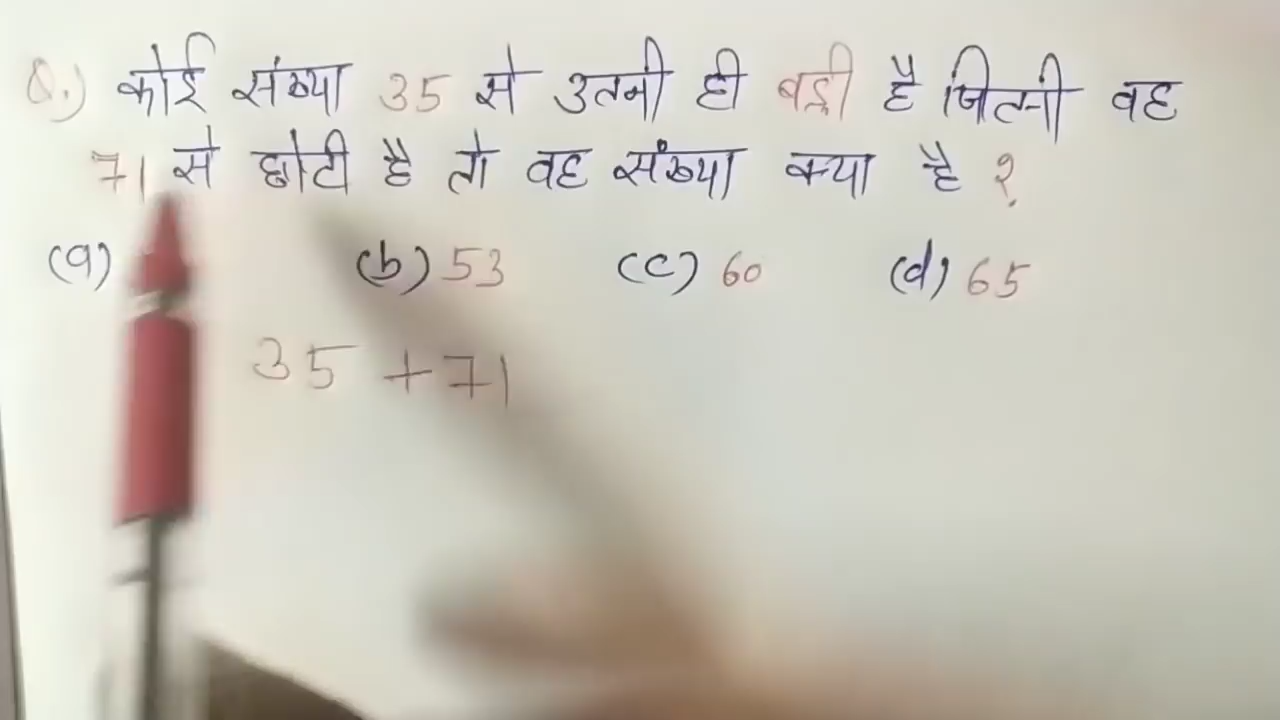 Q.) कोई संख्या 35 से उतनी ही बड़ी है जितनी वह
71 से छोटी है तो वह संख्या क्या है ?
(a) (b) 53 (c) 60 (d) 65
35 + 71